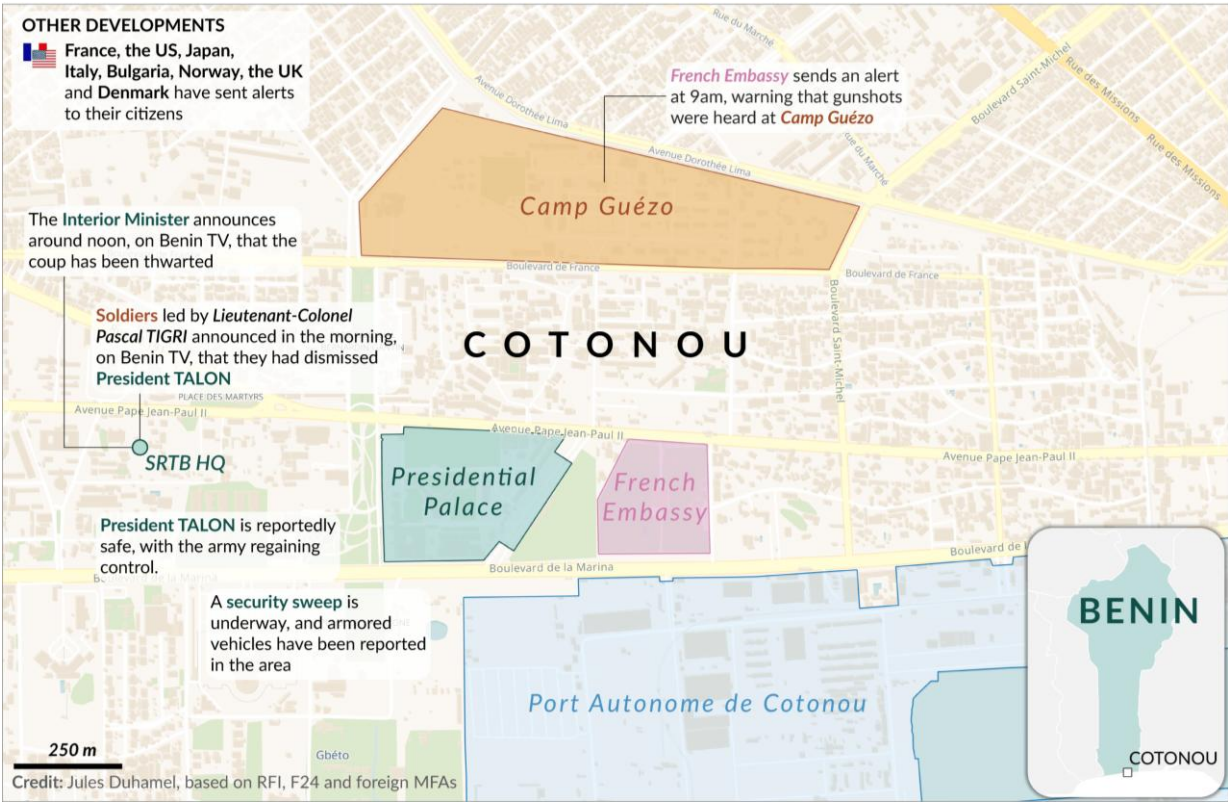 OTHER DEVELOPMENTS
France, the US, Japan,
Italy, Bulgaria, Norway, the UK
and Denmark have sent alerts
to their citizens
Rue du Marché
Avenue Dorothée Lima
French Embassy sends an alert
at 9am, warning that gunshots
were heard at Camp Guézo
Boulevard Saint-Michel
Rue des Missions
Rue des Missions
Avenue Dorothée Lima
Rue du Marché
Camp Guézo
The Interior Minister announces
around noon, on Benin TV, that the
coup has been thwarted
Boulevard de France
Boulevard de France
Soldiers led by Lieutenant-Colonel
Pascal TIGRI announced in the morning,
on Benin TV, that they had dismissed
President TALON
COTONOU
Boulevard Saint-Michel
PLACE DES MARTYRS
Avenue Pape Jean-Paul II
Avenue Pape Jean-Paul II
Avenue Pape Jean-Paul II
SRTB HQ
Presidential
Palace
French
Embassy
President TALON is reportedly
safe, with the army regaining
control.
Boulevard de la Marina
Boulevard de la Marina
Boulevard de
A security sweep is
underway, and armored
vehicles have been reported
in the area
BENIN
Port Autonome de Cotonou
250 m
Gbéto
COTONOU
Credit: Jules Duhamel, based on RFI, F24 and foreign MFAs